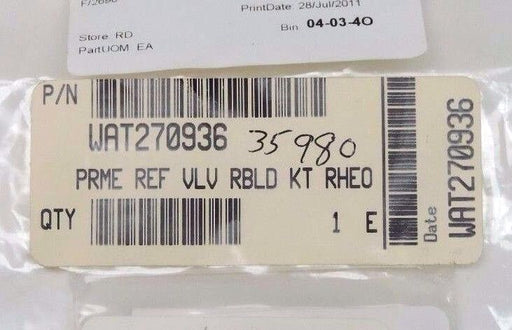 F/2696
PrintDate 28/Jul/2011
Bin 04-03-4O
Store RD
PartUOM EA
P/N
WAT270936 35980
PRME REF VLV RBLD KT RHEO
QTY 1 E
Date
WAT270936